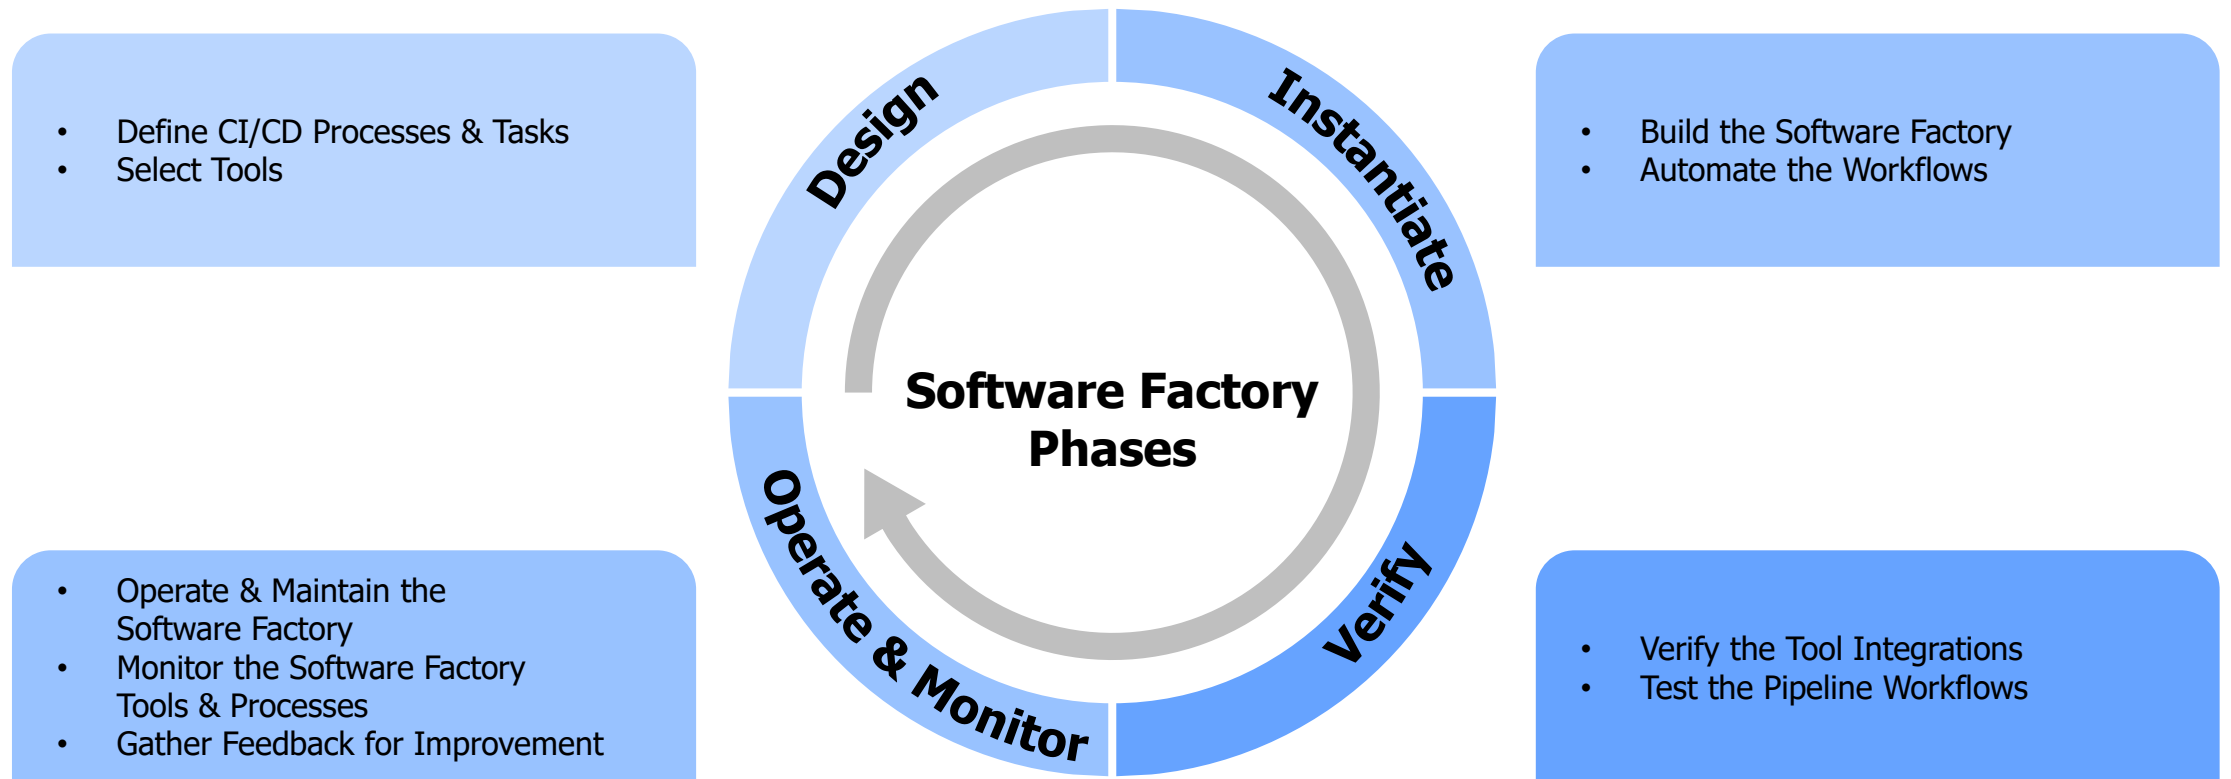 Design
Instantiate
Verify
Operate & Monitor
Software Factory
Phases
• Define CI/CD Processes & Tasks
• Select Tools
• Build the Software Factory
• Automate the Workflows
• Operate & Maintain the
Software Factory
• Monitor the Software Factory
Tools & Processes
• Gather Feedback for Improvement
• Verify the Tool Integrations
• Test the Pipeline Workflows